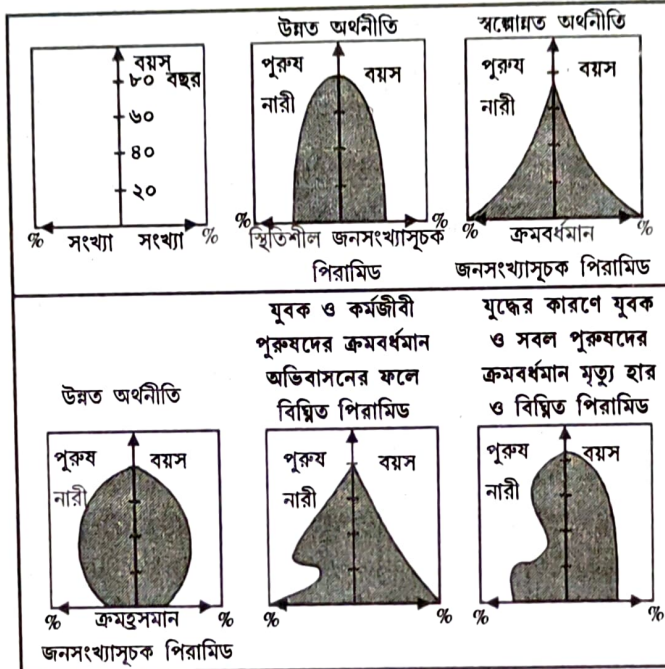 বয়স
৮০ বছর
৬০
৪০
২০
% সংখ্যা সংখ্যা %
উন্নত অর্থনীতি
পুরুষ বয়স
নারী
% %
স্থিতিশীল জনসংখ্যাসূচক
পিরামিড
স্বল্পোন্নত অর্থনীতি
পুরুষ বয়স
নারী
% ক্রমবর্ধমান %
জনসংখ্যাসূচক পিরামিড
উন্নত অর্থনীতি
পুরুষ বয়স
নারী
% ক্রমহ্রসমান %
জনসংখ্যাসূচক পিরামিড
যুবক ও কর্মজীবী
পুরুষদের ক্রমবর্ধমান
অভিবাসনের ফলে
বিঘ্নিত পিরামিড
পুরুষ বয়স
নারী
% %
যুদ্ধের কারণে যুবক
ও সবল পুরুষদের
ক্রমবর্ধমান মৃত্যু হার
ও বিঘ্নিত পিরামিড
পুরুষ বয়স
নারী
% %